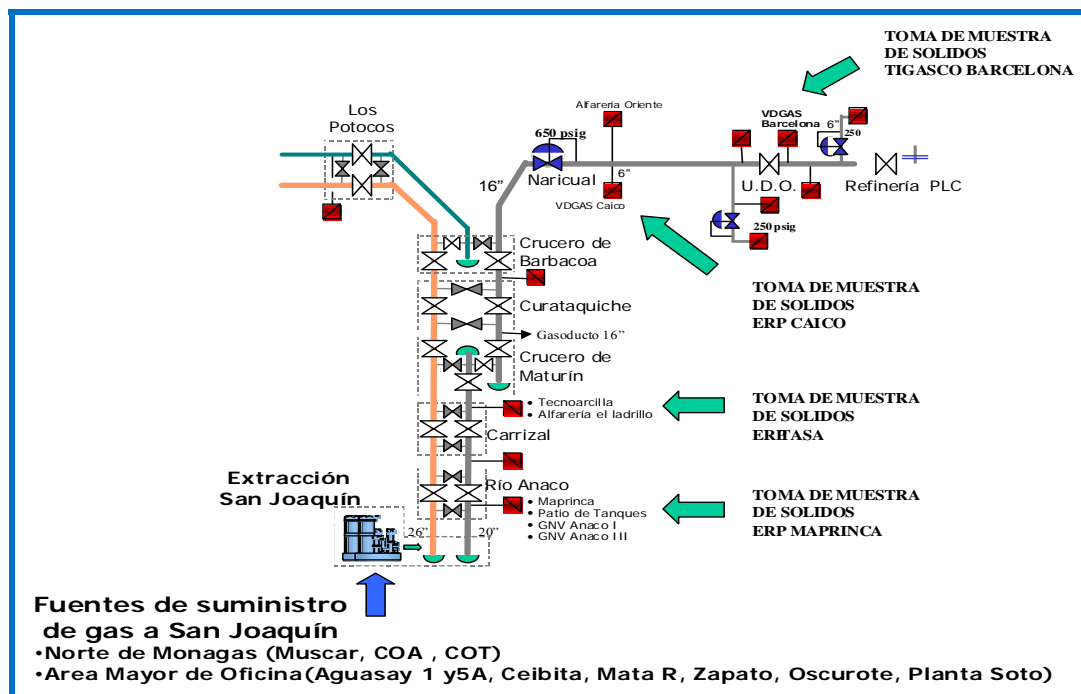 TOMA DE MUESTRA
DE SOLIDOS
TIGASCO BARCELONA
Los
Potocos
Alfarería Oriente
VDGAS
Barcelona
6"
250
650 psig
16"
Naricual
6"
VDGAS Caico
U.D.O.
Refinería PLC
250 psig
Crucero de
Barbacoa
TOMA DE MUESTRA
DE SOLIDOS
ERP CAICO
Curataquiche
Gasoducto 16”
Crucero de
Maturín
• Tecnoarcilla
• Alfarería el ladrillo
TOMA DE MUESTRA
DE SOLIDOS
Carrizal
Extracción
San Joaquín
Río Anaco
• Maprinca
• Patio de Tanques
• GNV Anaco I
• GNV Anaco III
TOMA DE MUESTRA
DE SOLIDOS
ERP MAPRINCA
26”
20”
Fuentes de suministro
de gas a San Joaquín
•Norte de Monagas (Muscar, COA , COT)
•Area Mayor de Oficina(Aguasay 1 y5A, Ceibita, Mata R, Zapato, Oscurote, Planta Soto)